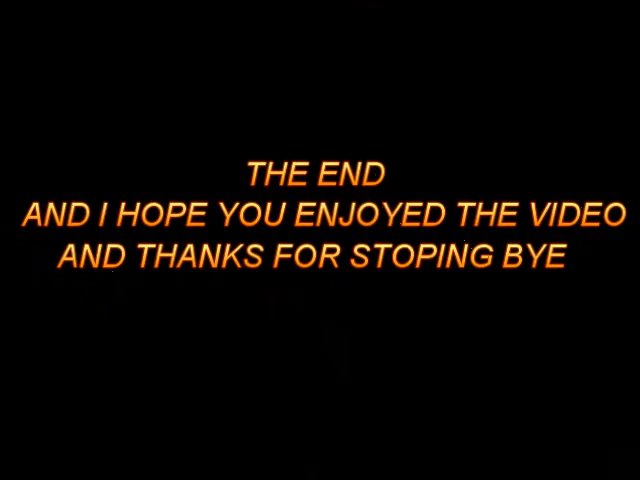 THE END
AND I HOPE YOU ENJOYED THE VIDEO
AND THANKS FOR STOPING BYE